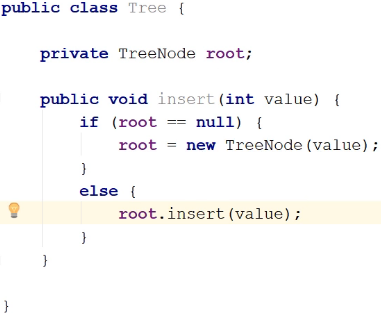 public class Tree {
private TreeNode root;
public void insert(int value) {
if (root == null) {
root = new TreeNode(value);
}
else {
root.insert(value);
}
}
}